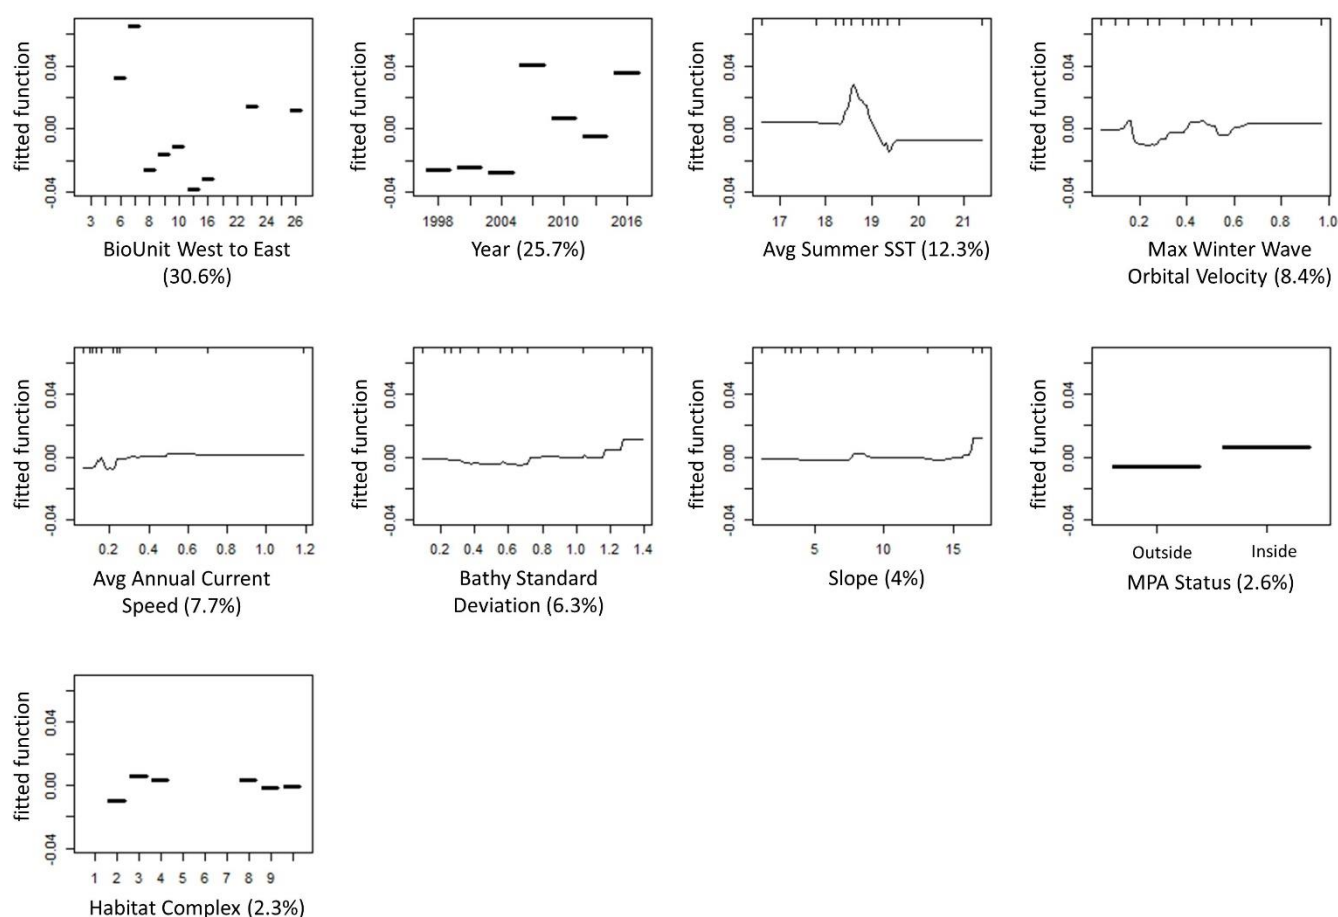 fitted function
0.04
0.00
-0.04
3 6 8 10 16 22 24 26
BioUnit West to East
(30.6%)
fitted function
0.04
0.00
-0.04
1998 2004 2010 2016
Year (25.7%)
fitted function
0.04
0.00
-0.04
17 18 19 20 21
Avg Summer SST (12.3%)
fitted function
0.04
0.00
-0.04
0.2 0.4 0.6 0.8 1.0
Max Winter Wave
Orbital Velocity (8.4%)
fitted function
0.04
0.00
-0.04
0.2 0.4 0.6 0.8 1.0 1.2
Avg Annual Current
Speed (7.7%)
fitted function
0.04
0.00
-0.04
0.2 0.4 0.6 0.8 1.0 1.2 1.4
Bathy Standard
Deviation (6.3%)
fitted function
0.04
0.00
-0.04
5 10 15
Slope (4%)
fitted function
0.04
0.00
-0.04
Outside Inside
MPA Status (2.6%)
fitted function
0.04
0.00
-0.04
1 2 3 4 5 6 7 8 9
Habitat Complex (2.3%)